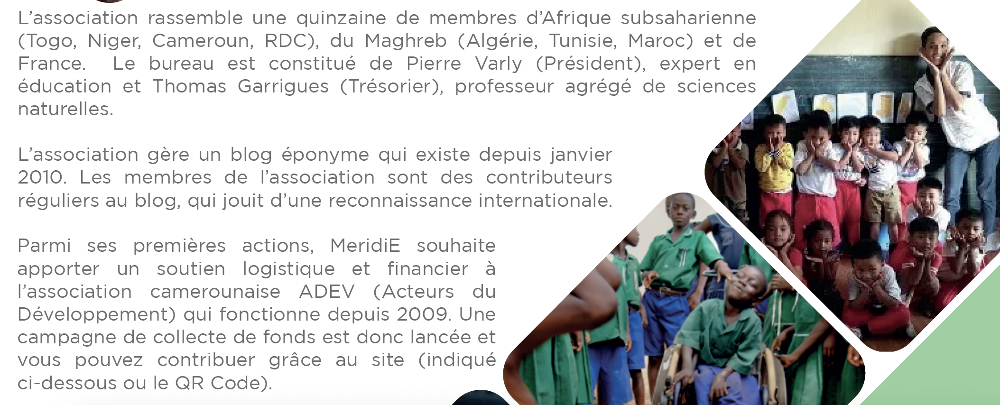 L’association rassemble une quinzaine de membres d’Afrique subsaharienne
(Togo, Niger, Cameroun, RDC), du Maghreb (Algérie, Tunisie, Maroc) et de
France. Le bureau est constitué de Pierre Varly (Président), expert en
éducation et Thomas Garrigues (Trésorier), professeur agrégé de sciences
naturelles.
L’association gère un blog éponyme qui existe depuis janvier
2010. Les membres de l’association sont des contributeurs
réguliers au blog, qui jouit d’une reconnaissance internationale.
Parmi ses premières actions, MeridiE souhaite
apporter un soutien logistique et financier à
l’association camerounaise ADEV (Acteurs du
Développement) qui fonctionne depuis 2009. Une
campagne de collecte de fonds est donc lancée et
vous pouvez contribuer grâce au site (indiqué
ci-dessous ou le QR Code).